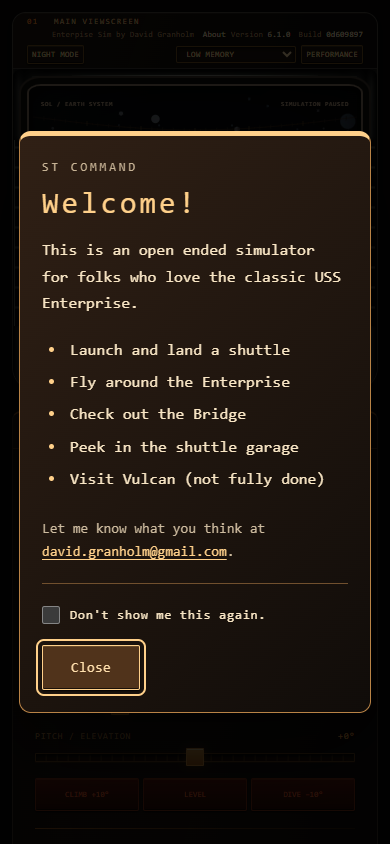 01 MAIN VIEWSCREEN
Enterprise Sim by David Granholm About Version 6.1.0 Build 0d609897
NIGHT MODE LOW MEMORY PERFORMANCE
SOL / EARTH SYSTEM SIMULATION PAUSED
ST COMMAND
Welcome!
This is an open ended simulator
for folks who love the classic USS
Enterprise.
• Launch and land a shuttle
• Fly around the Enterprise
• Check out the Bridge
• Peek in the shuttle garage
• Visit Vulcan (not fully done)
Let me know what you think at
david.granholm@gmail.com.
Don't show me this again.
Close
PITCH / ELEVATION +0°
CLIMB +10° LEVEL DIVE -10°